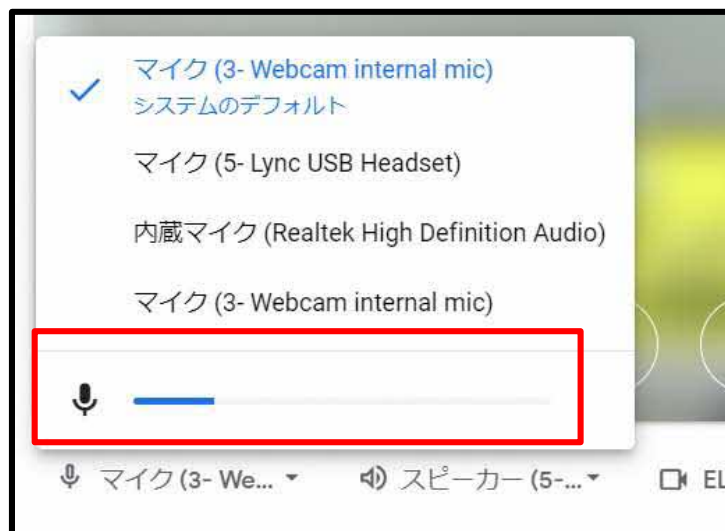 マイク (3- Webcam internal mic)
システムのデフォルト
マイク (5- Lync USB Headset)
内蔵マイク (Realtek High Definition Audio)
マイク (3- Webcam internal mic)
マイク (3- We... スピーカー (5-... EL